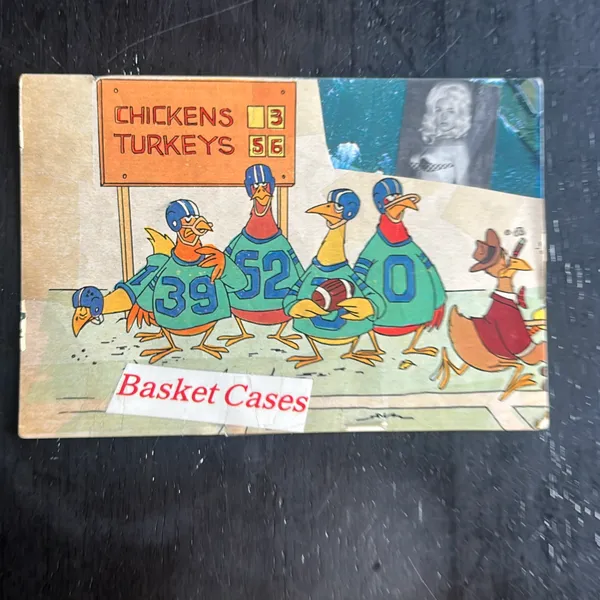 CHICKENS 3
TURKEYS 56
52
39
0
Basket Cases